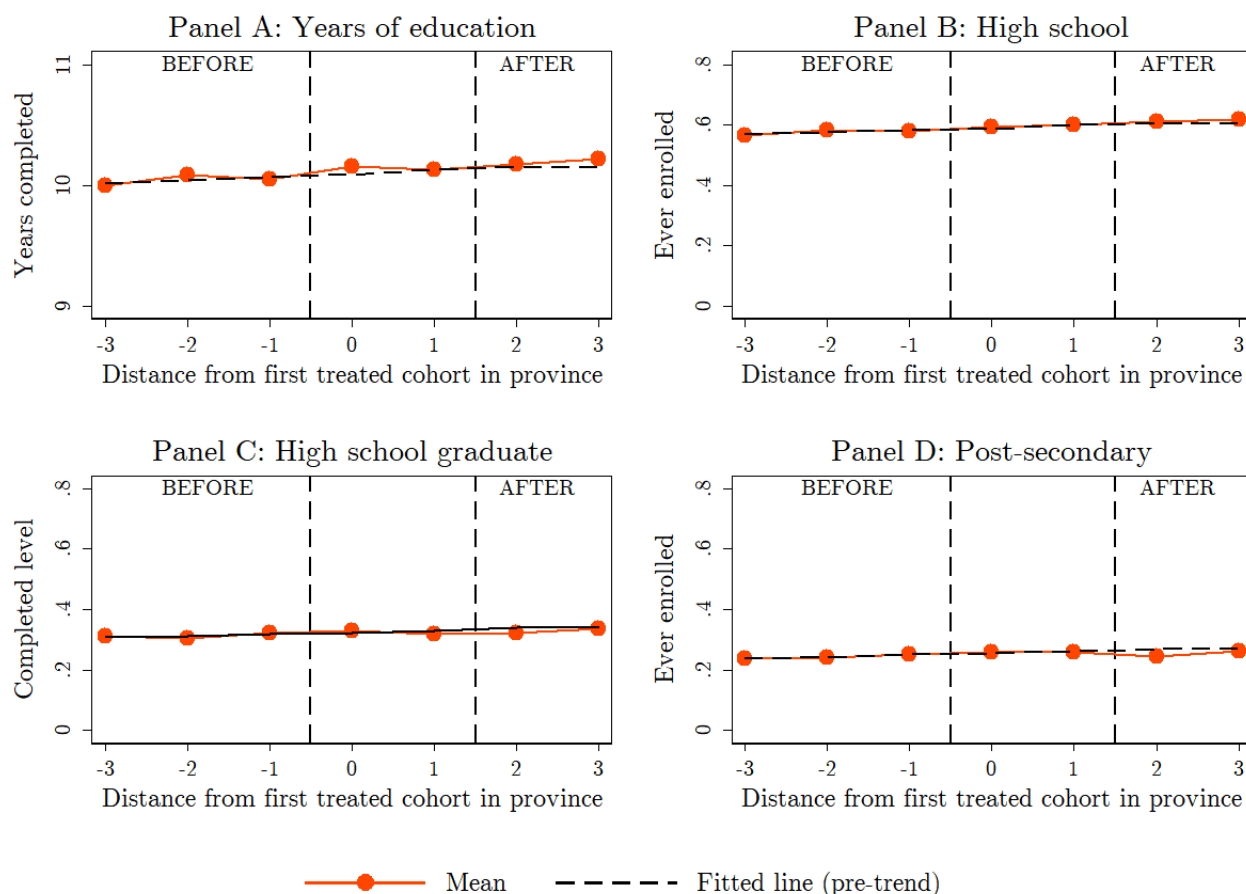 Panel A: Years of education
BEFORE
AFTER
Years completed
11
10
9
-3 -2 -1 0 1 2 3
Distance from first treated cohort in province
Panel B: High school
BEFORE
AFTER
Ever enrolled
.8
.6
.4
.2
0
-3 -2 -1 0 1 2 3
Distance from first treated cohort in province
Panel C: High school graduate
BEFORE
AFTER
Completed level
.8
.6
.4
.2
0
-3 -2 -1 0 1 2 3
Distance from first treated cohort in province
Panel D: Post-secondary
BEFORE
AFTER
Ever enrolled
.8
.6
.4
.2
0
-3 -2 -1 0 1 2 3
Distance from first treated cohort in province
Mean
Fitted line (pre-trend)